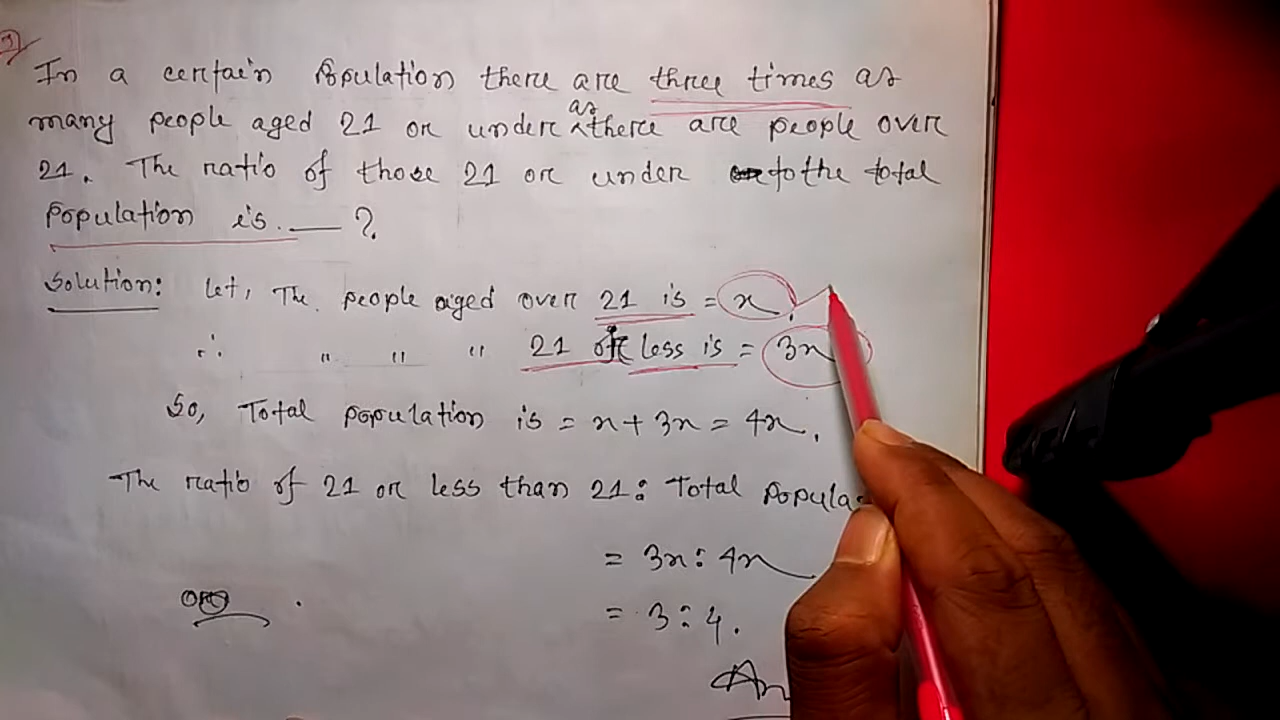 In a certain Population there are three times as
many people aged 21 or under as there are people over
21. The ratio of those 21 or under to the total
Population is. __ ?
Solution: Let, The people aged over 21 is = x,
∴ " " " 21 or less is = 3x
So, Total population is = x + 3x = 4x.
The ratio of 21 or less than 21 : Total Popula
= 3x : 4x
= 3 : 4.